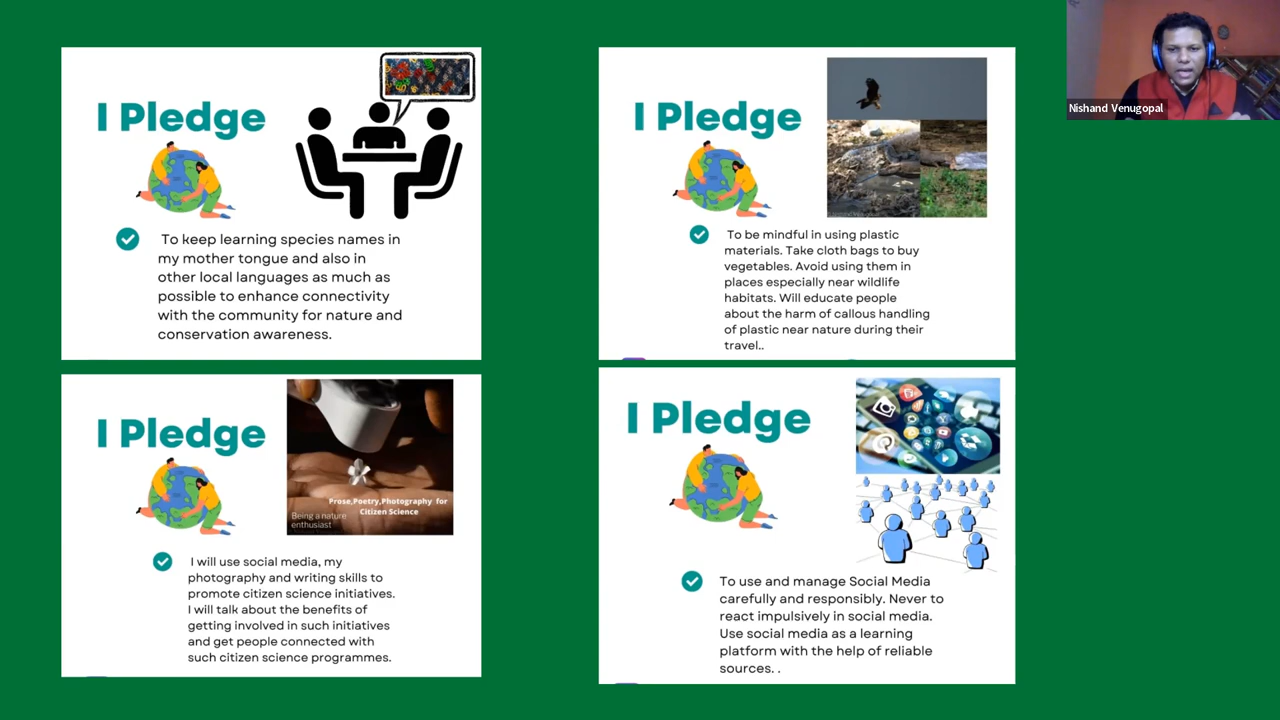 I Pledge
To keep learning species names in
my mother tongue and also in
other local languages as much as
possible to enhance connectivity
with the community for nature and
conservation awareness.
I Pledge
To be mindful in using plastic
materials. Take cloth bags to buy
vegetables. Avoid using them in
places especially near wildlife
habitats. Will educate people
about the harm of callous handling
of plastic near nature during their
travel..
Nishand Venugopal
I Pledge
Prose,Poetry,Photography for
Citizen Science
Being a nature
enthusiast
I will use social media, my
photography and writing skills to
promote citizen science initiatives.
I will talk about the benefits of
getting involved in such initiatives
and get people connected with
such citizen science programmes.
I Pledge
To use and manage Social Media
carefully and responsibly. Never to
react impulsively in social media.
Use social media as a learning
platform with the help of reliable
sources. .